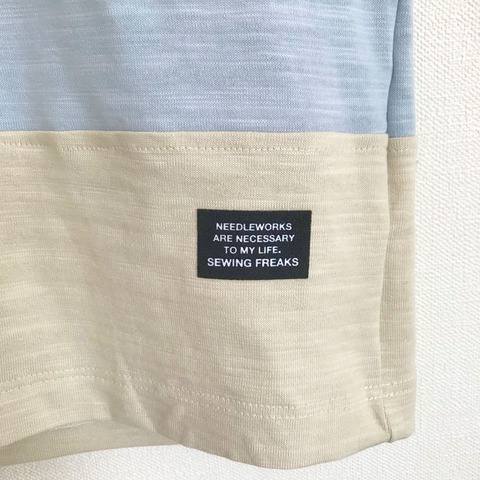 NEEDLEWORKS
ARE NECESSARY
TO MY LIFE.
SEWING FREAKS